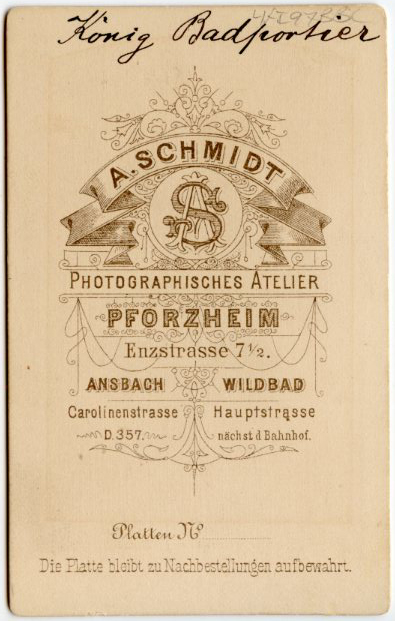 König Badportier
A. SCHMIDT
AS
PHOTOGRAPHISCHES ATELIER
PFORZHEIM
Enzstrasse 7½.
ANSBACH WILDBAD
Carolinenstrasse Hauptstrasse
D. 357. nächst d. Bahnhof.
Platten No
Die Platte bleibt zu Nachbestellungen aufbewahrt.